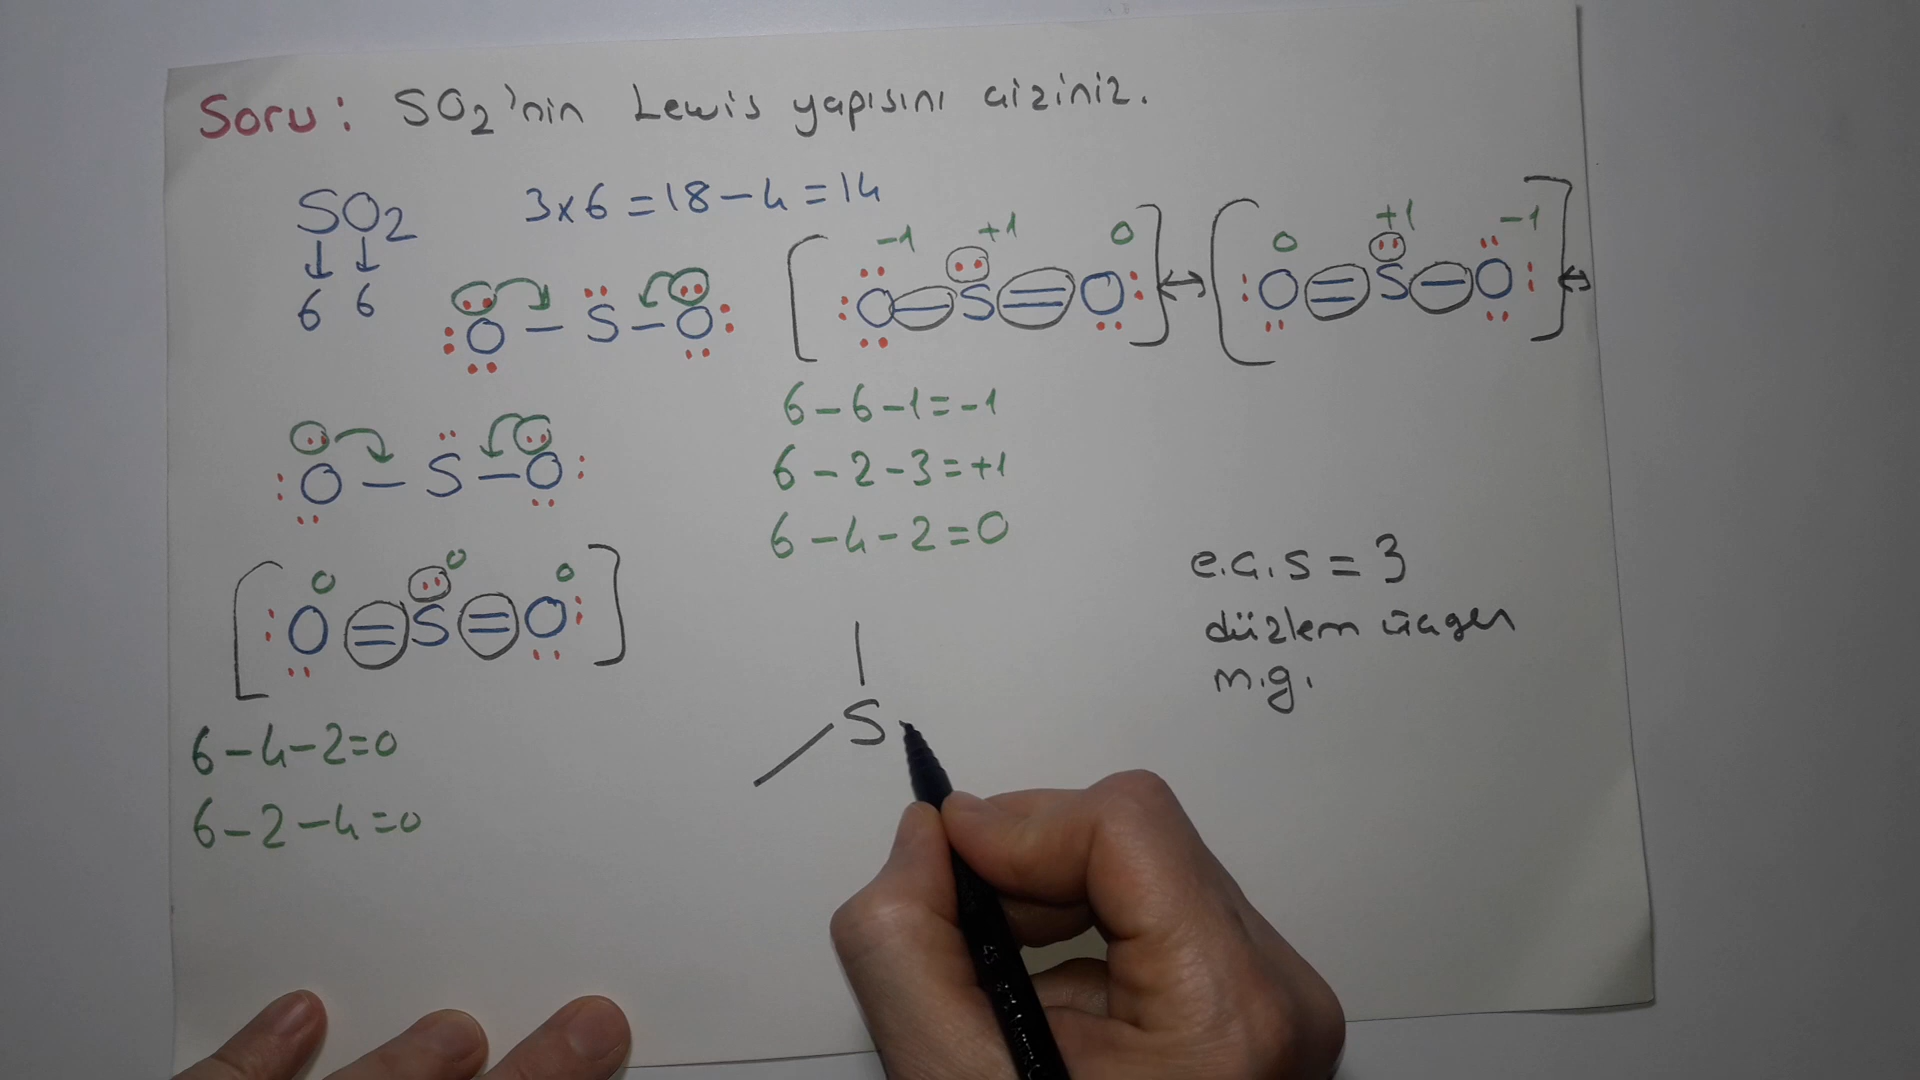 Soru: SO₂'nin Lewis yapısını çiziniz.
SO₂ 3x6=18-4=14
6 6
O - S - O
-1 +1 0
[O - S = O] ↔
0 +1 -1
[O = S - O] ↔
O - S - O
0 0 0
[O = S = O]
6-4-2=0
6-2-4=0
6-6-1=-1
6-2-3=+1
6-4-2=0
S
e.ç.s = 3
düzlem üçgen
m.g.